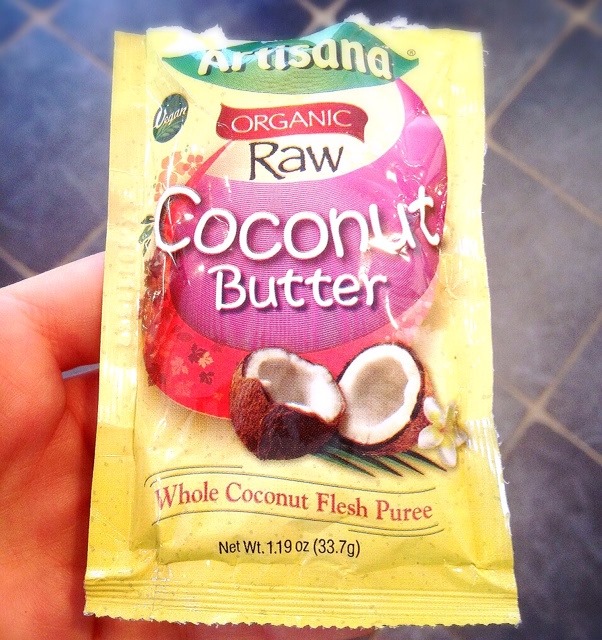 Artisana®
Vegan
ORGANIC
Raw
Coconut
Butter
Whole Coconut Flesh Puree
Net Wt. 1.19 oz (33.7g)